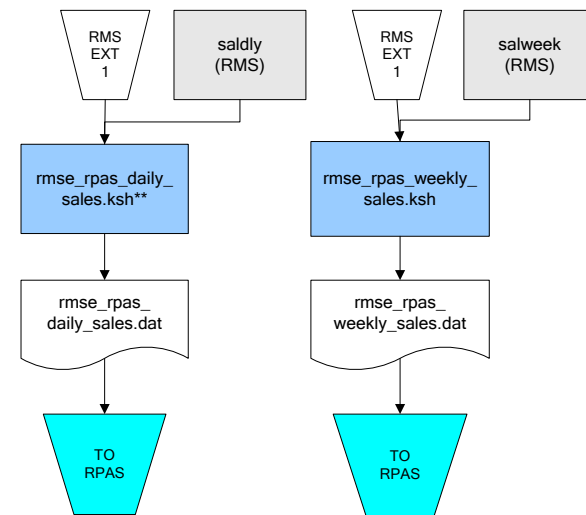 RMS
EXT
1
saldly
(RMS)
RMS
EXT
1
salweek
(RMS)
rmse_rpas_daily_
sales.ksh**
rmse_rpas_weekly_
sales.ksh
rmse_rpas_
daily_sales.dat
rmse_rpas_
weekly_sales.dat
TO
RPAS
TO
RPAS